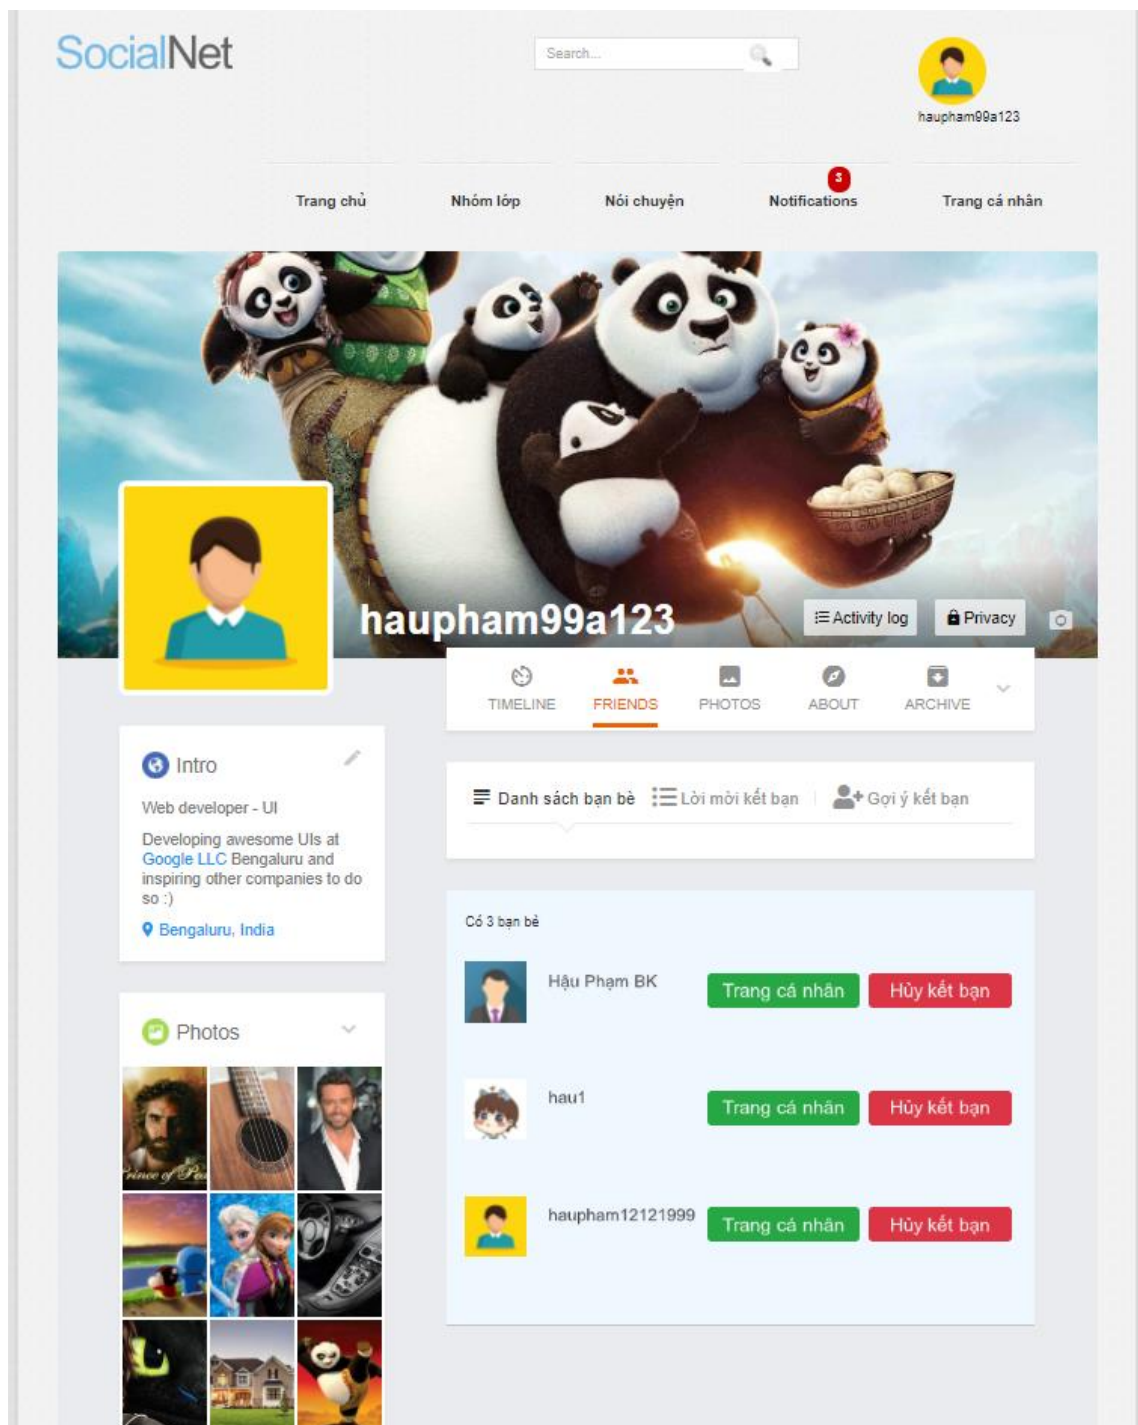 SocialNet
Search...
haupham99a123
3
Trang chủ Nhóm lớp Nói chuyện Notifications Trang cá nhân
haupham99a123
Activity log Privacy
TIMELINE FRIENDS PHOTOS ABOUT ARCHIVE
Intro
Web developer - UI
Developing awesome UIs at
Google LLC Bengaluru and
inspiring other companies to do
so :)
Bengaluru, India
Danh sách bạn bè Lời mời kết bạn Gợi ý kết bạn
Có 3 bạn bè
Hậu Phạm BK Trang cá nhân Hủy kết bạn
hau1 Trang cá nhân Hủy kết bạn
haupham12121999 Trang cá nhân Hủy kết bạn
Photos
Prince of